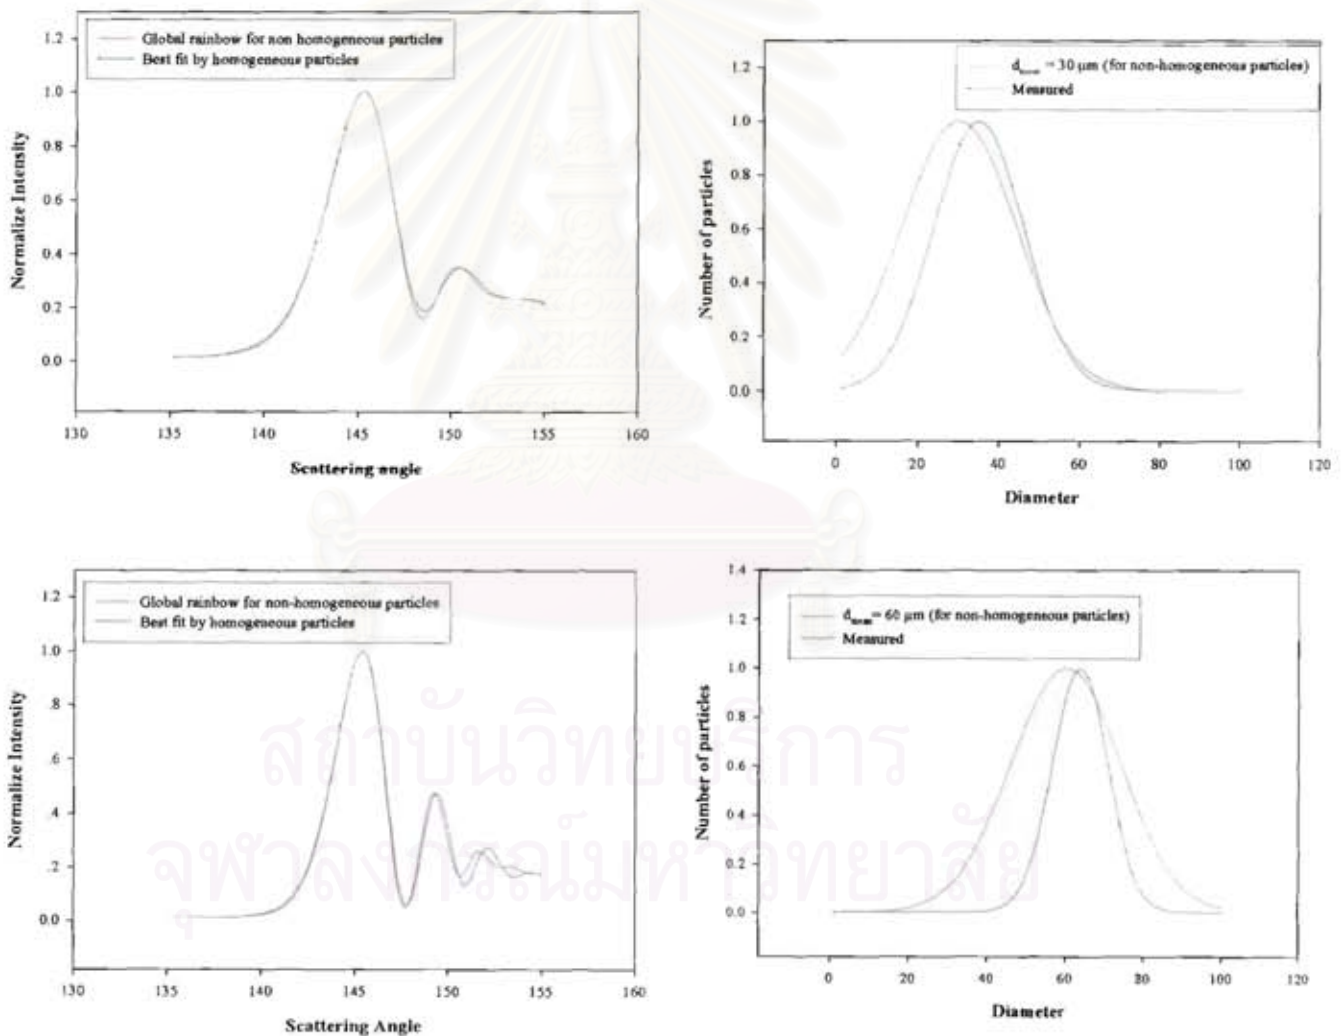 Global rainbow for non homogeneous particles
Best fit by homogeneous particles
1.2
1.0
0.8
0.6
0.4
0.2
0.0
Normalize Intensity
130 135 140 145 150 155 160
Scattering angle
d_mean = 30 µm (for non-homogeneous particles)
Measured
1.2
1.0
0.8
0.6
0.4
0.2
0.0
Number of particles
0 20 40 60 80 100 120
Diameter
Global rainbow for non-homogeneous particles
Best fit by homogeneous particles
1.2
1.0
.8
.6
.4
.2
0.0
Normalize Intensity
130 135 140 145 150 155 160
Scattering Angle
d_mean= 60 µm (for non-homogeneous particles)
Measured
1.4
1.2
1.0
0.8
0.6
0.4
0.2
0.0
Number of particles
0 20 40 60 80 100 120
Diameter
สถาบันวิทยบริการ
จุฬาลงกรณ์มหาวิทยาลัย